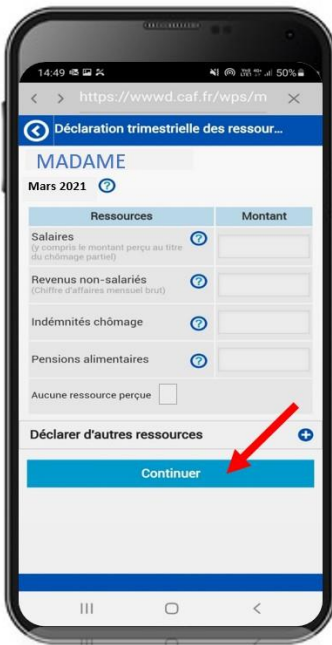 14:49
50%
https://wwwd.caf.fr/wps/m
Déclaration trimestrielle des ressour...
MADAME
Mars 2021 ?
Ressources Montant
Salaires ?
(y compris le montant perçu au titre
du chômage partiel)
Revenus non-salariés ?
(Chiffre d'affaires mensuel brut)
Indémnités chômage ?
Pensions alimentaires ?
Aucune ressource perçue
Déclarer d'autres ressources
Continuer